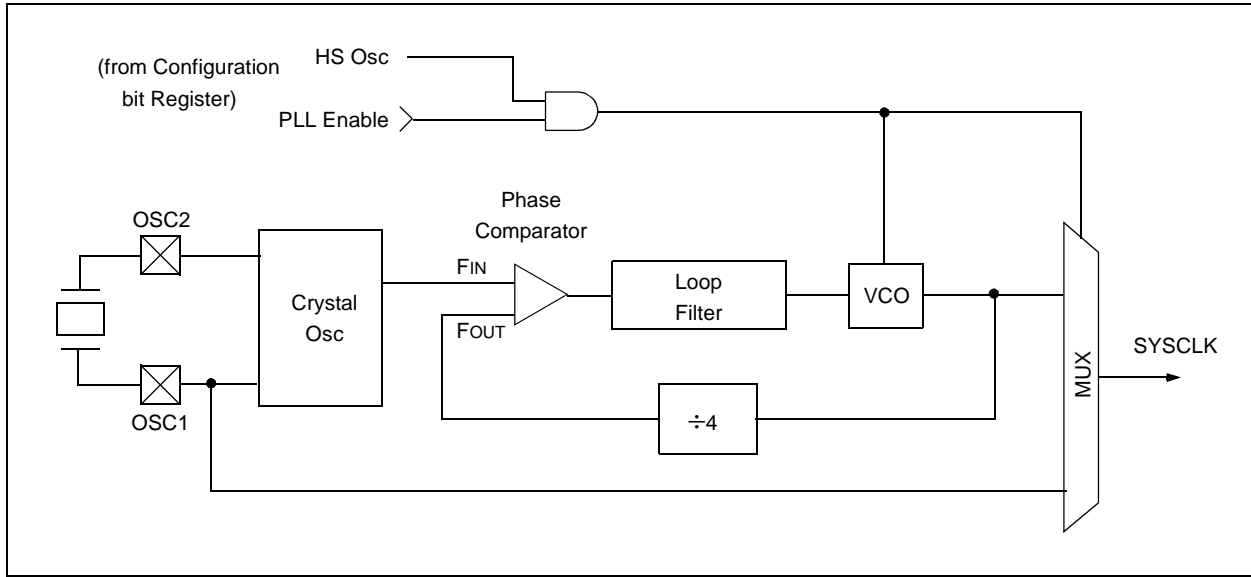 (from Configuration
bit Register)
HS Osc
PLL Enable
Phase
Comparator
OSC2
Crystal
Osc
FIN
FOUT
Loop
Filter
VCO
÷4
OSC1
MUX
SYSCLK